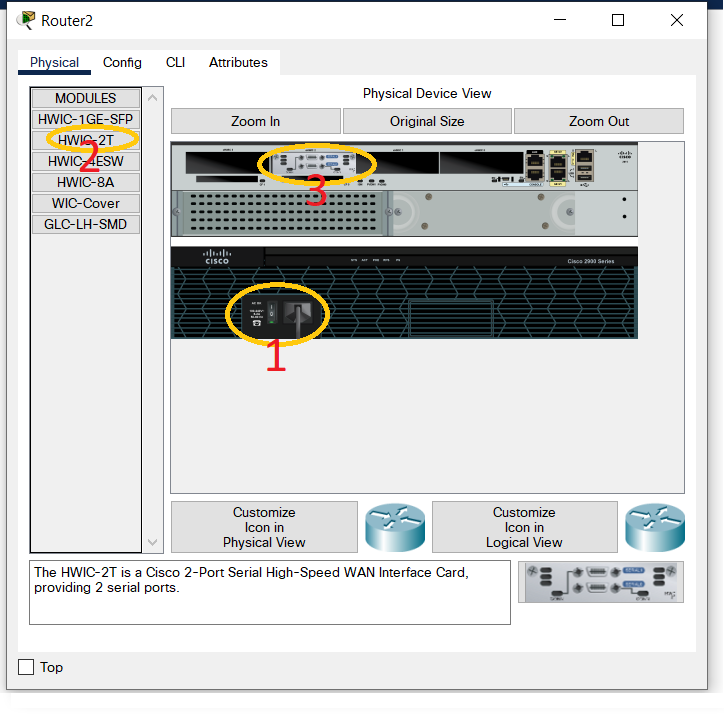 Router2
Physical Config CLI Attributes
MODULES
HWIC-1GE-SFP
HWIC-2T
2
HWIC-4ESW
HWIC-8A
WIC-Cover
GLC-LH-SMD
Physical Device View
Zoom In Original Size Zoom Out
3
CISCO
Cisco 2900 Series
1
Customize
Icon in
Physical View
Customize
Icon in
Logical View
The HWIC-2T is a Cisco 2-Port Serial High-Speed WAN Interface Card,
providing 2 serial ports.
Top